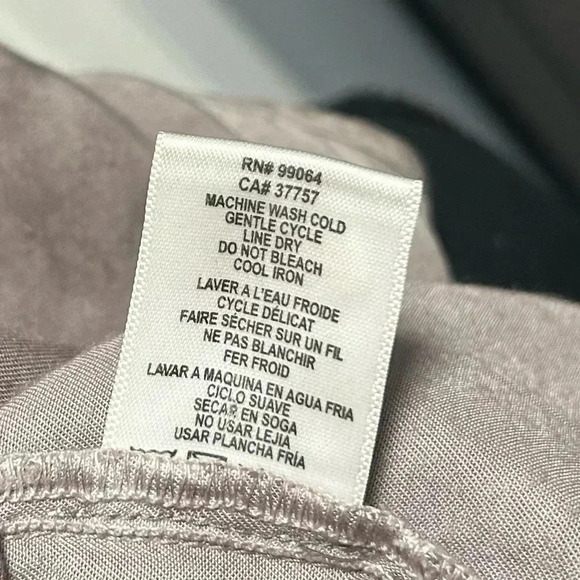 RN# 99064
CA# 37757
MACHINE WASH COLD
GENTLE CYCLE
LINE DRY
DO NOT BLEACH
COOL IRON
LAVER A L'EAU FROIDE
CYCLE DÉLICAT
FAIRE SÉCHER SUR UN FIL
NE PAS BLANCHIR
FER FROID
LAVAR A MAQUINA EN AGUA FRIA
CICLO SUAVE
SECAR EN SOGA
NO USAR LEJIA
USAR PLANCHA FRÍA